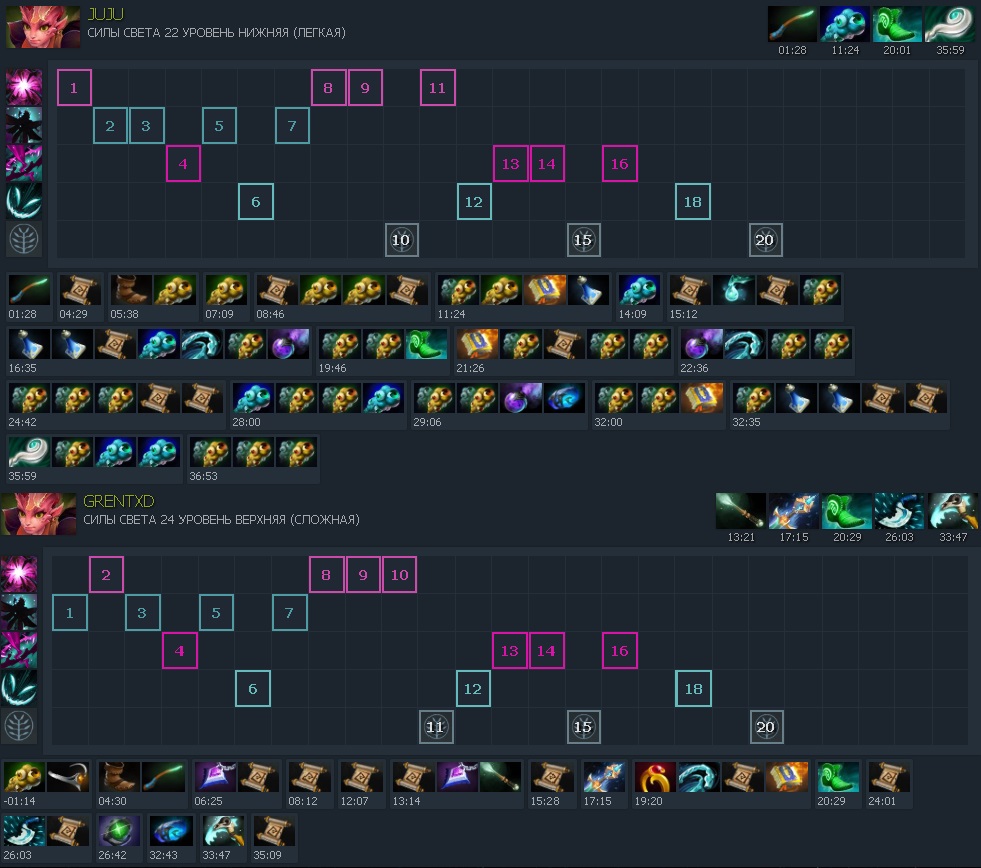 JUJU
СИЛЫ СВЕТА 22 УРОВЕНЬ НИЖНЯЯ (ЛЕГКАЯ)
01:28 11:24 20:01 35:59
1 8 9 11
2 3 5 7
4 13 14 16
6 12 18
10 15 20
01:28 04:29 05:38 07:09 08:46 11:24 14:09 15:12
16:35 19:46 21:26 22:36
24:42 28:00 29:06 32:00 32:35
35:59 36:53
GRENTXD
СИЛЫ СВЕТА 24 УРОВЕНЬ ВЕРХНЯЯ (СЛОЖНАЯ)
13:21 17:15 20:29 26:03 33:47
2 8 9 10
1 3 5 7
4 13 14 16
6 12 18
11 15 20
-01:14 04:30 06:25 08:12 12:07 13:14 15:28 17:15 19:20 20:29 24:01
26:03 26:42 32:43 33:47 35:09